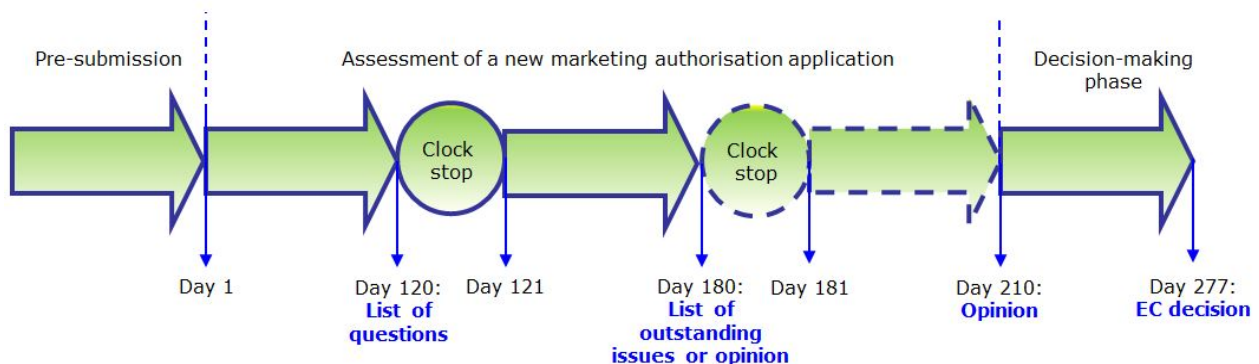 Pre-submission
Assessment of a new marketing authorisation application
Decision-making
phase
Clock
stop
Clock
stop
Day 1
Day 120:
List of
questions
Day 121
Day 180:
List of
outstanding
issues or opinion
Day 181
Day 210:
Opinion
Day 277:
EC decision